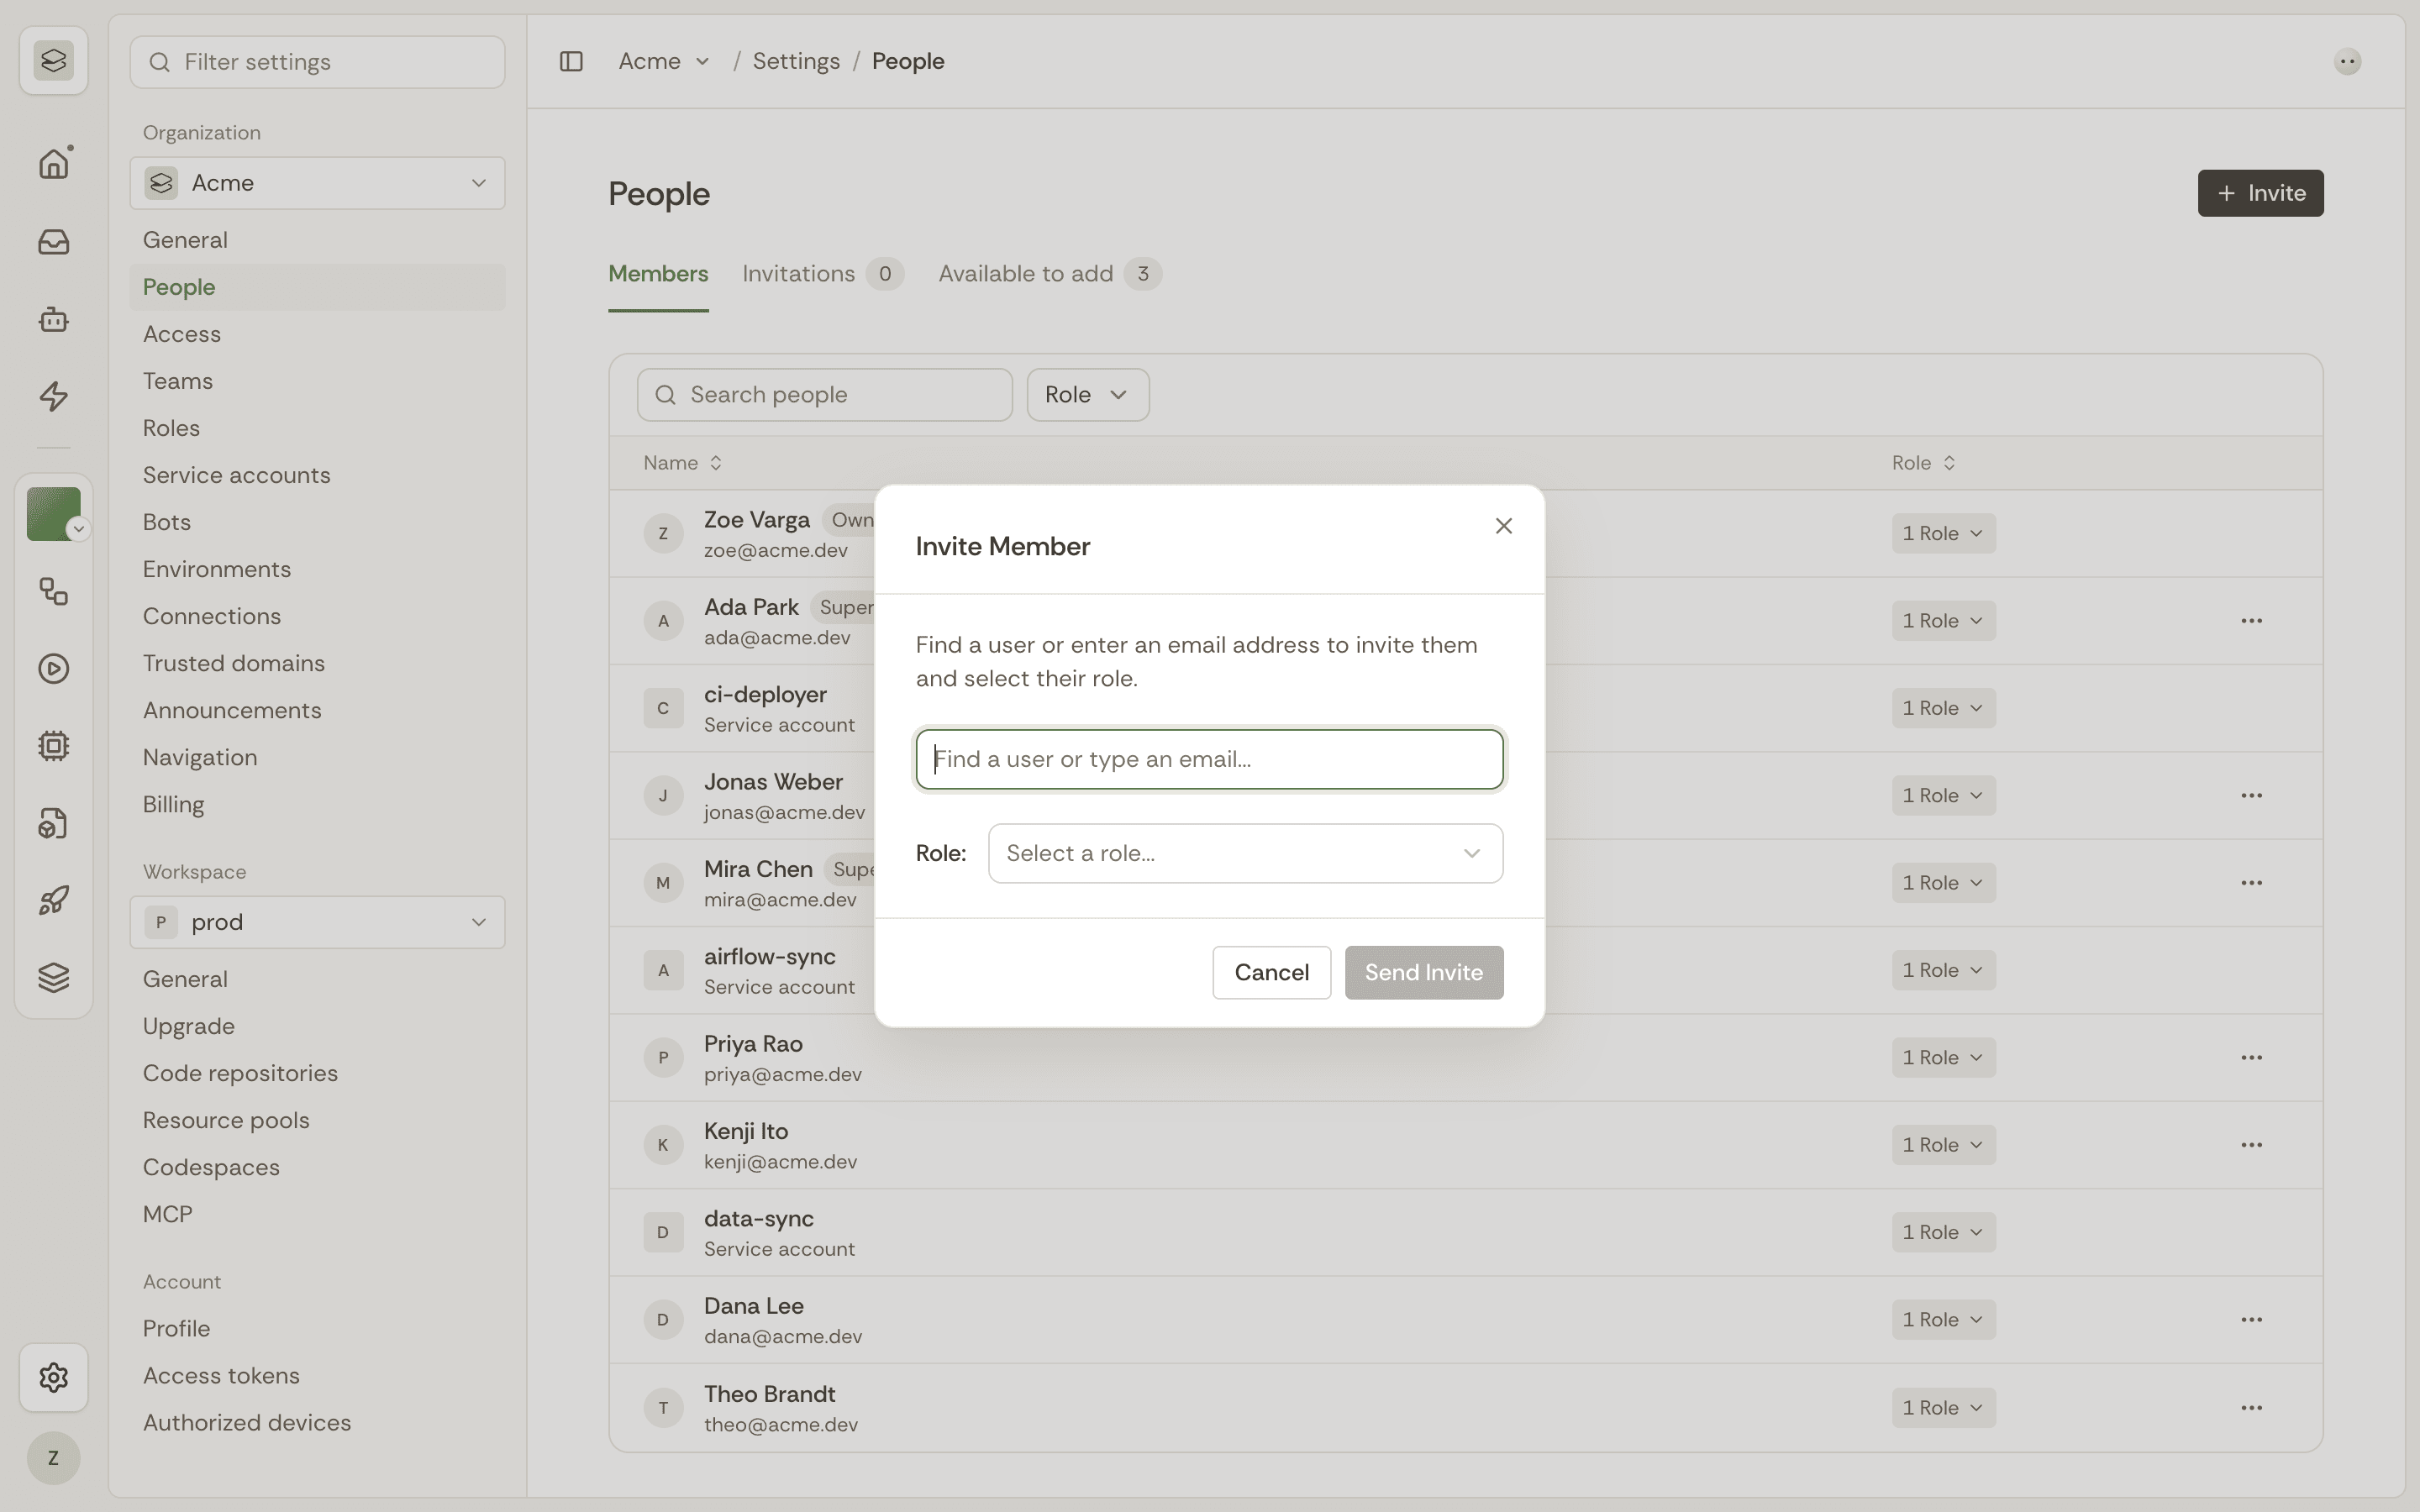 Filter settings
Organization
Acme
General
People
Access
Teams
Roles
Service accounts
Bots
Environments
Connections
Trusted domains
Announcements
Navigation
Billing
Workspace
P prod
General
Upgrade
Code repositories
Resource pools
Codespaces
MCP
Account
Profile
Access tokens
Authorized devices
Z
Acme / Settings / People
People
Invite
Members Invitations 0 Available to add 3
Search people Role
Name Role
Z Zoe Varga Own 1 Role
zoe@acme.dev
A Ada Park Super 1 Role
ada@acme.dev
C ci-deployer 1 Role
Service account
J Jonas Weber 1 Role
jonas@acme.dev
M Mira Chen Supe 1 Role
mira@acme.dev
A airflow-sync 1 Role
Service account
P Priya Rao 1 Role
priya@acme.dev
K Kenji Ito 1 Role
kenji@acme.dev
D data-sync 1 Role
Service account
D Dana Lee 1 Role
dana@acme.dev
T Theo Brandt 1 Role
theo@acme.dev
Invite Member
Find a user or enter an email address to invite them
and select their role.
Find a user or type an email...
Role: Select a role...
Cancel Send Invite